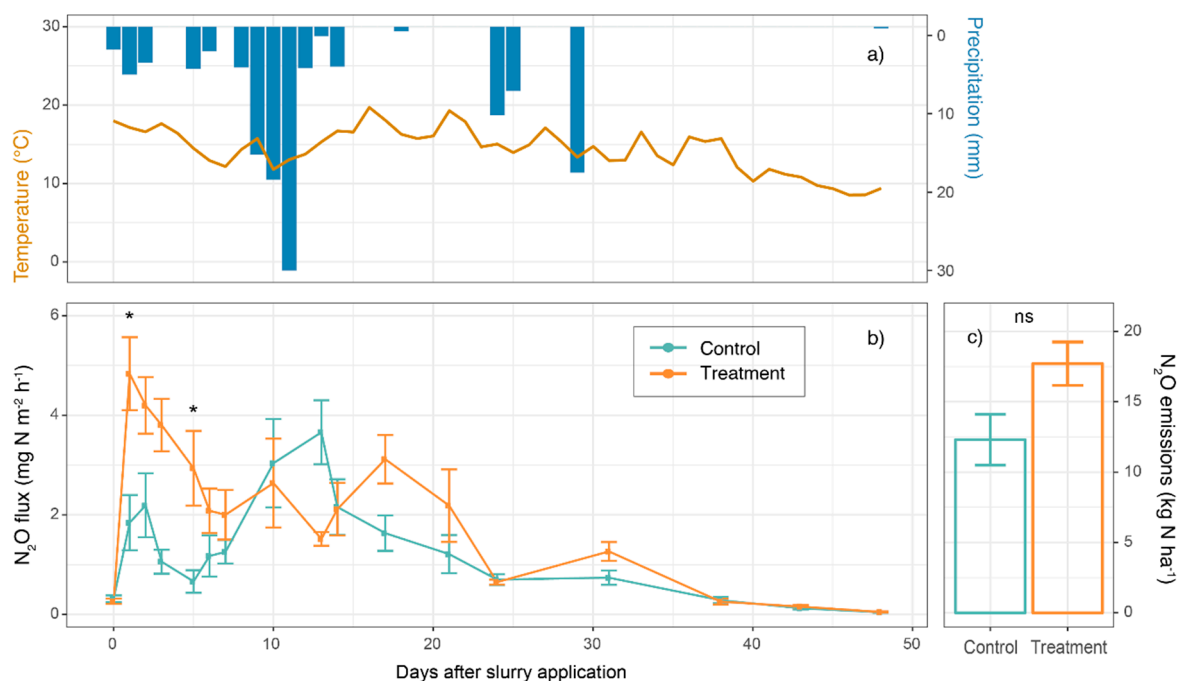 30
20
10
0
Temperature (°C)
a)
0
10
20
30
Precipitation (mm)
6
4
2
0
N₂O flux (mg N m⁻² h⁻¹)
*
*
Control
Treatment
b)
0
10
20
30
40
50
Days after slurry application
c)
ns
20
15
10
5
0
N₂O emissions (kg N ha⁻¹)
Control
Treatment